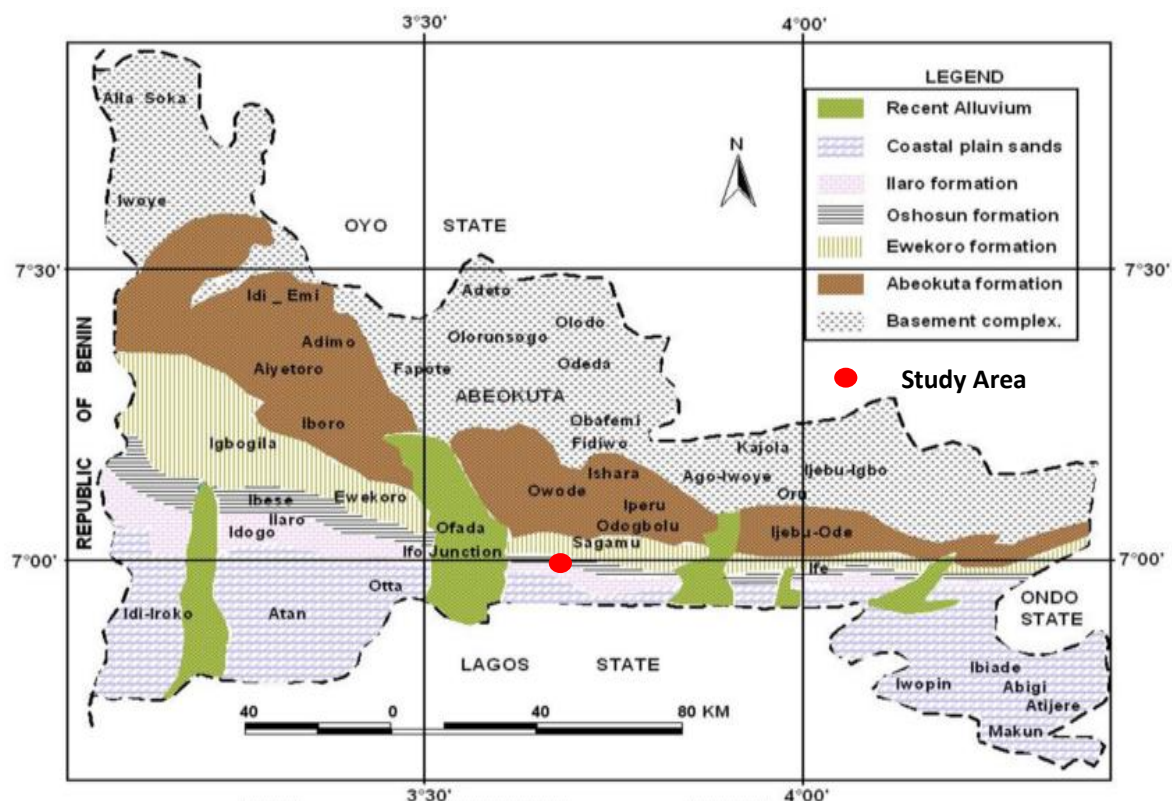 3°30'
4°00'
LEGEND
Alla Soka
Recent Alluvium
Coastal plain sands
N
Ilaro formation
Iwoye
Oshosun formation
OYO STATE
Ewekoro formation
7°30'
7°30'
Abeokuta formation
Adeto
Idi _ Emi
Olodo
Basement complex.
Olorunsogo
Adimo
Odeda
Aiyetoro
Fapote
Study Area
ABEOKUTA
REPUBLIC OF BENIN
Iboro
Obafemi
Igbogila
Fidiwo
Kajola
Ishara
Ago-Iwoye
Ijebu-Igbo
Ibese
Ewekoro
Owode
Oru
Iperu
Ilaro
Ofada
Odogbolu
Ijebu-Ode
Idogo
Ifo Junction
Sagamu
7°00'
7°00'
Ife
Otta
Idi-Iroko
Atan
ONDO
STATE
LAGOS STATE
Ibiade
Iwopin
Abigi
Atijere
40 0 40 80 KM
Makun
3°30'
4°00'